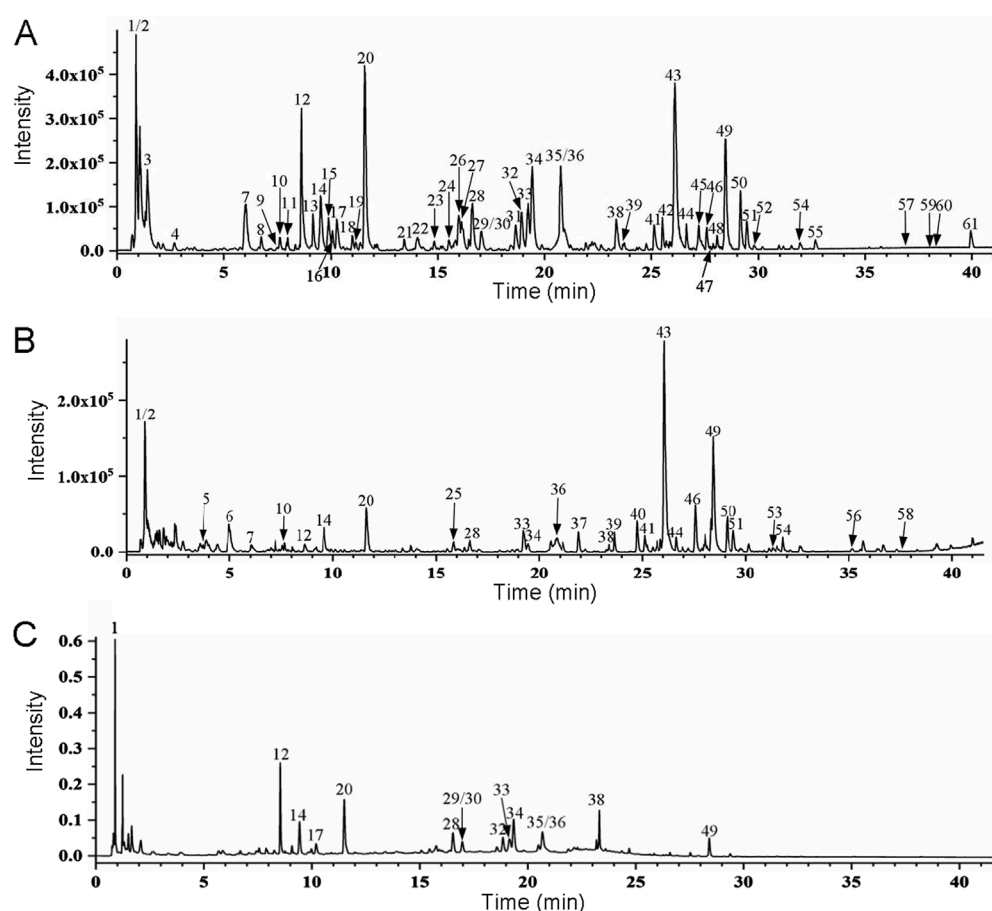 A
Intensity
4.0x10⁵
3.0x10⁵
2.0x10⁵
1.0x10⁵
0.0
1/2 3 4 7 8 9 10 11 12 13 14 15 16 17 18 19 20 21 22 23 24 26 27 28 29/30 31 32 33 34 35/36 38 39 41 42 43 44 45 46 47 48 49 50 51 52 54 55 57 59 60 61
0 5 10 15 20 25 30 35 40
Time (min)
B
Intensity
2.0x10⁵
1.0x10⁵
0.0
1/2 5 6 7 10 12 14 20 25 28 33 34 36 37 38 39 40 41 43 44 46 49 50 51 53 54 56 58
0 5 10 15 20 25 30 35 40
Time (min)
C
Intensity
0.6
0.5
0.4
0.3
0.2
0.1
0.0
1 12 14 17 20 28 29/30 32 33 34 35/36 38 49
0 5 10 15 20 25 30 35 40
Time (min)